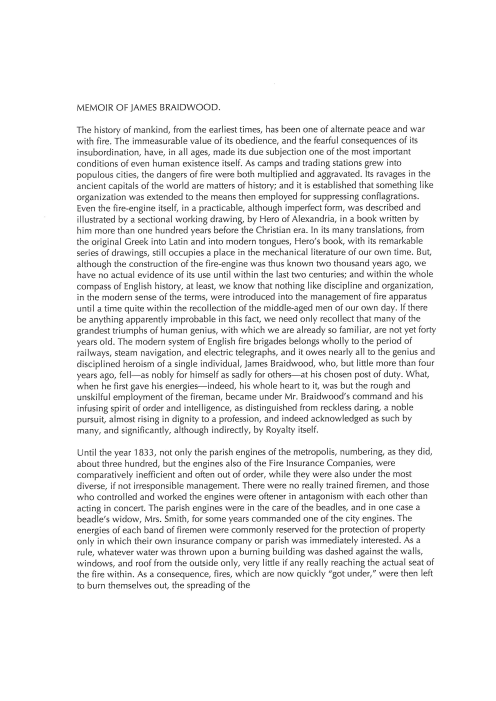 MEMOIR OF JAMES BRAIDWOOD.
The history of mankind, from the earliest times, has been one of alternate peace and war
with fire. The immeasurable value of its obedience, and the fearful consequences of its
insubordination, have, in all ages, made its due subjection one of the most important
conditions of even human existence itself. As camps and trading stations grew into
populous cities, the dangers of fire were both multiplied and aggravated. Its ravages in the
ancient capitals of the world are matters of history; and it is established that something like
organization was extended to the means then employed for suppressing conflagrations.
Even the fire-engine itself, in a practicable, although imperfect form, was described and
illustrated by a sectional working drawing, by Hero of Alexandria, in a book written by
him more than one hundred years before the Christian era. In its many translations, from
the original Greek into Latin and into modern tongues, Hero's book, with its remarkable
series of drawings, still occupies a place in the mechanical literature of our own time. But,
although the construction of the fire-engine was thus known two thousand years ago, we
have no actual evidence of its use until within the last two centuries; and within the whole
compass of English history, at least, we know that nothing like discipline and organization,
in the modern sense of the terms, were introduced into the management of fire apparatus
until a time quite within the recollection of the middle-aged men of our own day. If there
be anything apparently improbable in this fact, we need only recollect that many of the
grandest triumphs of human genius, with which we are already so familiar, are not yet forty
years old. The modern system of English fire brigades belongs wholly to the period of
railways, steam navigation, and electric telegraphs, and it owes nearly all to the genius and
disciplined heroism of a single individual, James Braidwood, who, but little more than four
years ago, fell—as nobly for himself as sadly for others—at his chosen post of duty. What,
when he first gave his energies—indeed, his whole heart to it, was but the rough and
unskilful employment of the fireman, became under Mr. Braidwood's command and his
infusing spirit of order and intelligence, as distinguished from reckless daring, a noble
pursuit, almost rising in dignity to a profession, and indeed acknowledged as such by
many, and significantly, although indirectly, by Royalty itself.
Until the year 1833, not only the parish engines of the metropolis, numbering, as they did,
about three hundred, but the engines also of the Fire Insurance Companies, were
comparatively inefficient and often out of order, while they were also under the most
diverse, if not irresponsible management. There were no really trained firemen, and those
who controlled and worked the engines were oftener in antagonism with each other than
acting in concert. The parish engines were in the care of the beadles, and in one case a
beadle's widow, Mrs. Smith, for some years commanded one of the city engines. The
energies of each band of firemen were commonly reserved for the protection of property
only in which their own insurance company or parish was immediately interested. As a
rule, whatever water was thrown upon a burning building was dashed against the walls,
windows, and roof from the outside only, very little if any really reaching the actual seat of
the fire within. As a consequence, fires, which are now quickly "got under," were then left
to burn themselves out, the spreading of the